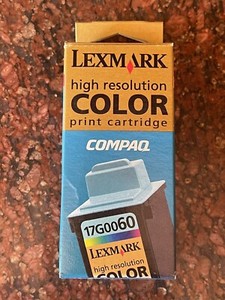 LEXMARK
high resolution
COLOR
print cartridge
COMPAQ
17G0060
LEXMARK
high resolution
COLOR